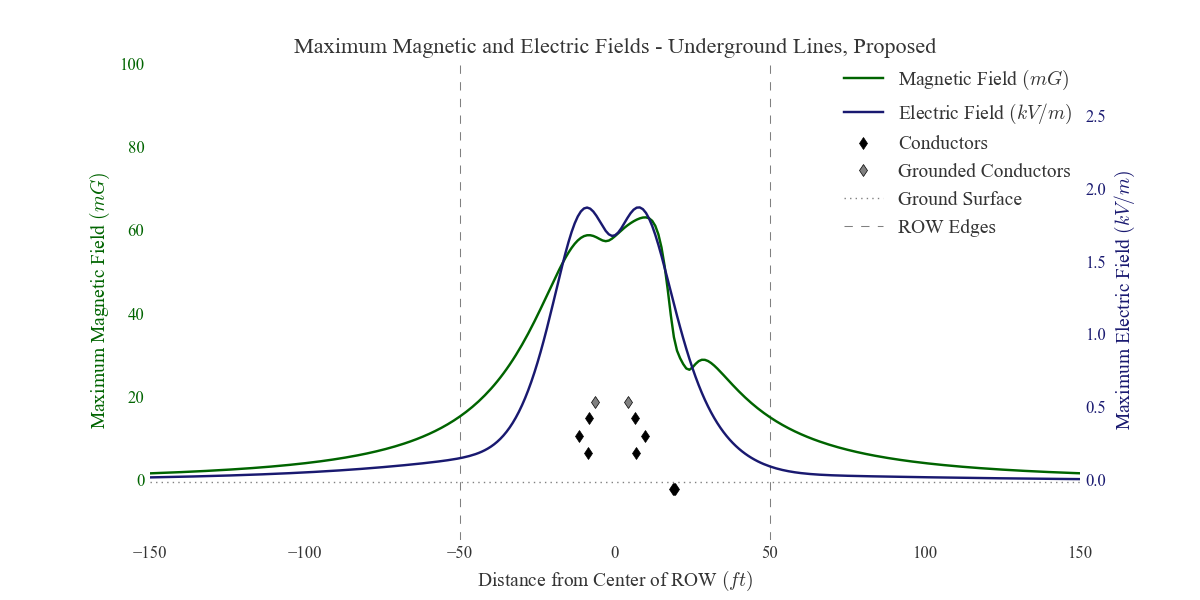 Maximum Magnetic and Electric Fields - Underground Lines, Proposed
Magnetic Field (mG)
Electric Field (kV/m)
Conductors
Grounded Conductors
Ground Surface
ROW Edges
Maximum Magnetic Field (mG)
100
80
60
40
20
0
2.5
2.0
1.5
1.0
0.5
0.0
Maximum Electric Field (kV/m)
−150
−100
−50
0
50
100
150
Distance from Center of ROW (ft)